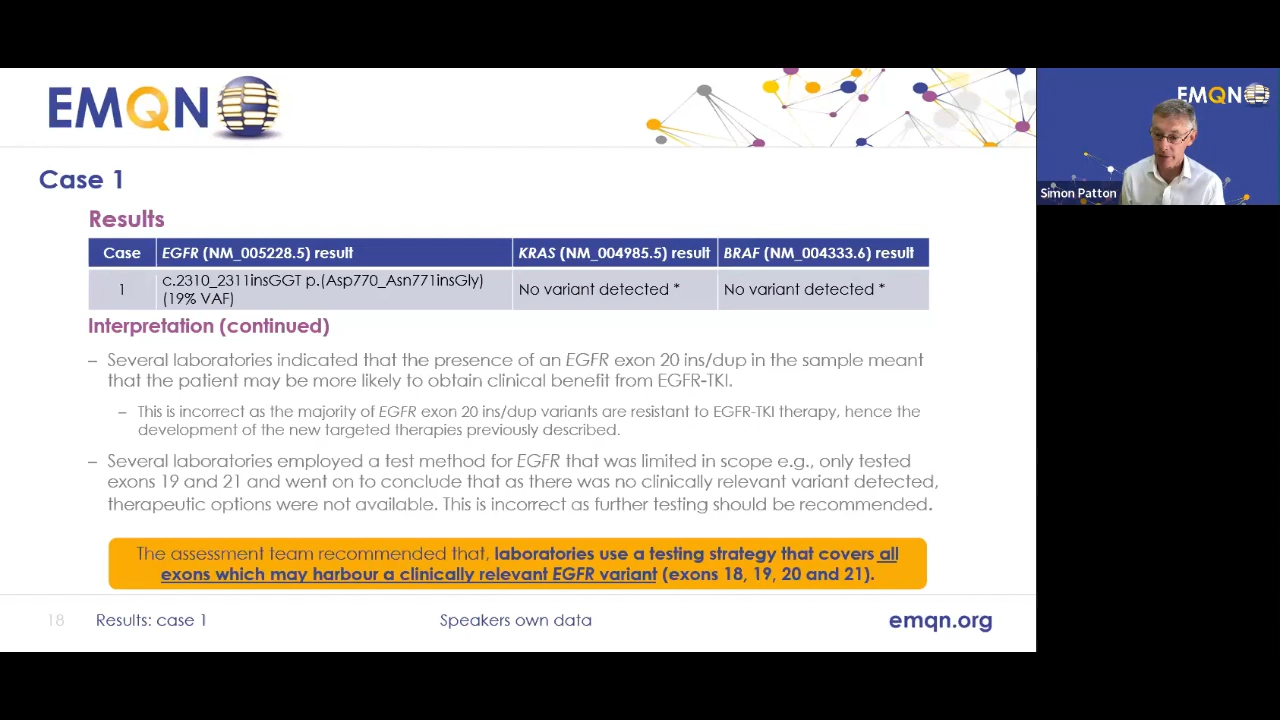 EMQN
EMQN
Simon Patton
Case 1
Results
Case EGFR (NM_005228.5) result KRAS (NM_004985.5) result BRAF (NM_004333.6) result
1 c.2310_2311insGGT p.(Asp770_Asn771insGly) (19% VAF) No variant detected * No variant detected *
Interpretation (continued)
– Several laboratories indicated that the presence of an EGFR exon 20 ins/dup in the sample meant
that the patient may be more likely to obtain clinical benefit from EGFR-TKI.
– This is incorrect as the majority of EGFR exon 20 ins/dup variants are resistant to EGFR-TKI therapy, hence the
development of the new targeted therapies previously described.
– Several laboratories employed a test method for EGFR that was limited in scope e.g., only tested
exons 19 and 21 and went on to conclude that as there was no clinically relevant variant detected,
therapeutic options were not available. This is incorrect as further testing should be recommended.
The assessment team recommended that, laboratories use a testing strategy that covers all
exons which may harbour a clinically relevant EGFR variant (exons 18, 19, 20 and 21).
18 Results: case 1 Speakers own data emqn.org